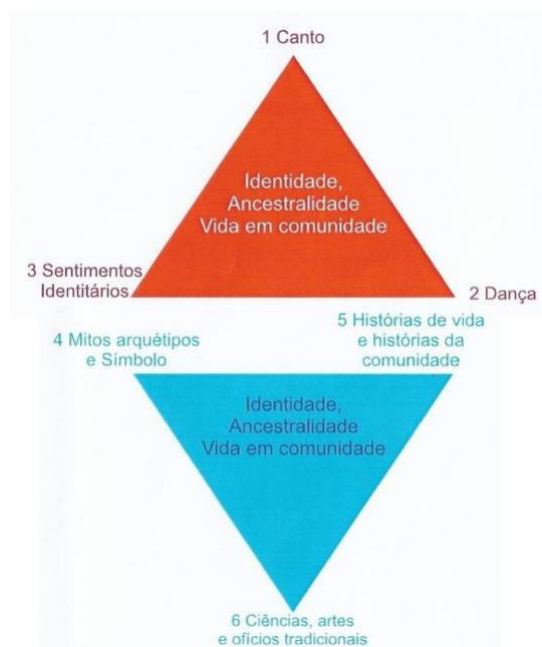 1 Canto
Identidade,
Ancestralidade
Vida em comunidade
3 Sentimentos
Identitários
2 Dança
4 Mitos arquétipos
e Símbolo
5 Histórias de vida
e histórias da
comunidade
Identidade,
Ancestralidade
Vida em comunidade
6 Ciências, artes
e ofícios tradicionais